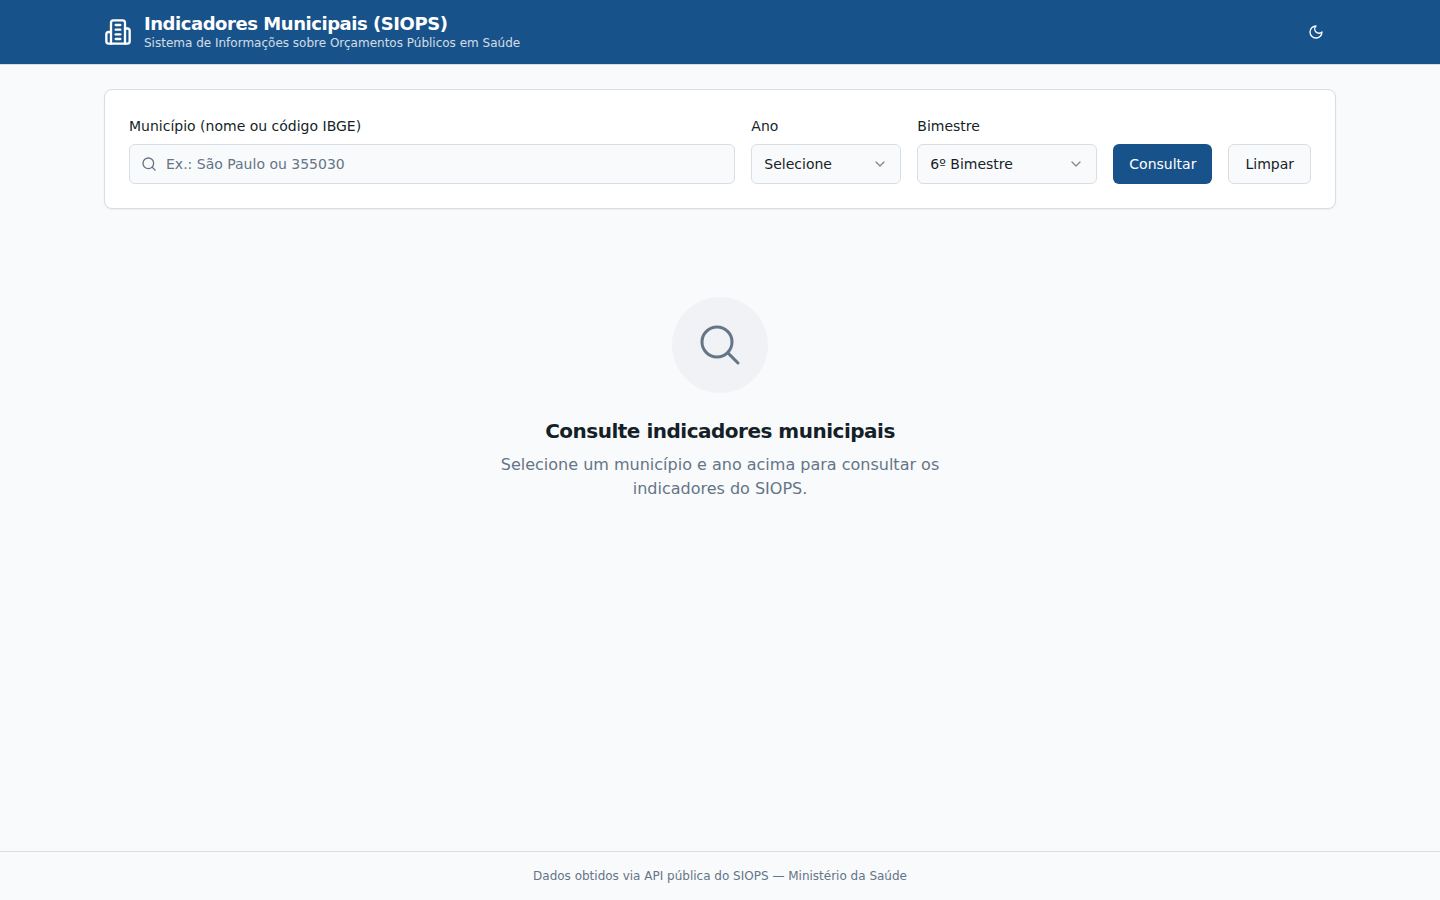 Indicadores Municipais (SIOPS)
Sistema de Informações sobre Orçamentos Públicos em Saúde
Município (nome ou código IBGE)
Ex.: São Paulo ou 355030
Ano
Selecione
Bimestre
6º Bimestre
Consultar
Limpar
Consulte indicadores municipais
Selecione um município e ano acima para consultar os
indicadores do SIOPS.
Dados obtidos via API pública do SIOPS — Ministério da Saúde